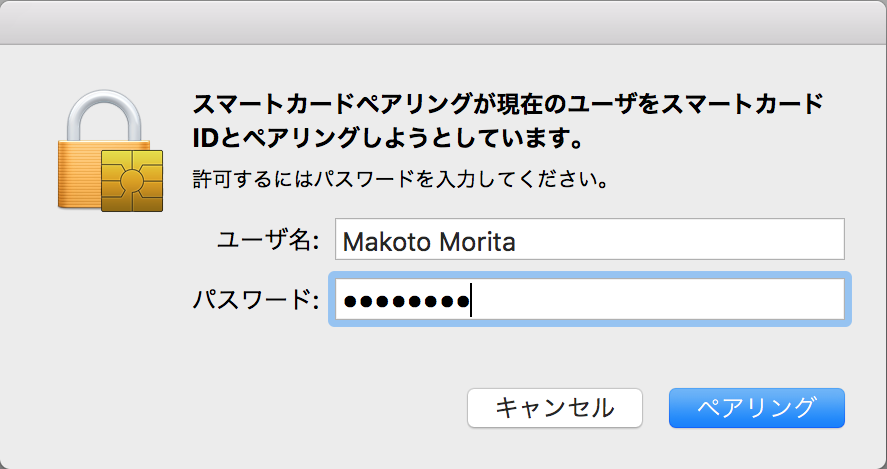 スマートカードペアリングが現在のユーザをスマートカード
IDとペアリングしようとしています。
許可するにはパスワードを入力してください。
ユーザ名: Makoto Morita
パスワード: ●●●●●●●●
キャンセル ペアリング